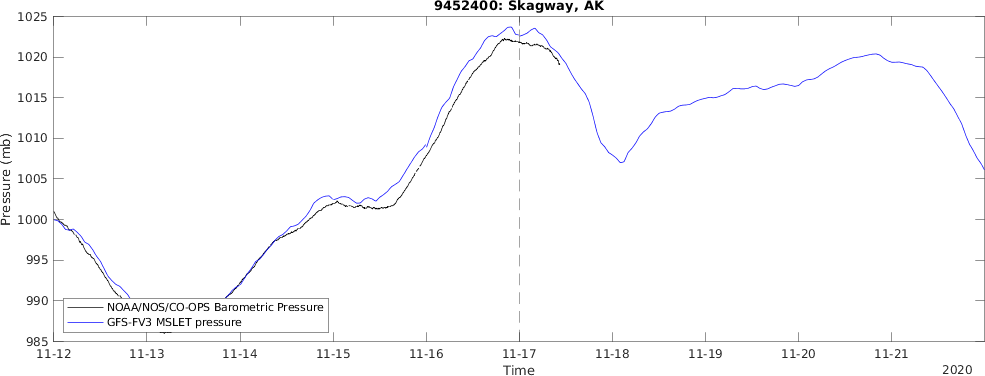 9452400: Skagway, AK
Pressure (mb)
1025
1020
1015
1010
1005
1000
995
990
985
NOAA/NOS/CO-OPS Barometric Pressure
GFS-FV3 MSLET pressure
11-12 11-13 11-14 11-15 11-16 11-17 11-18 11-19 11-20 11-21
Time
2020